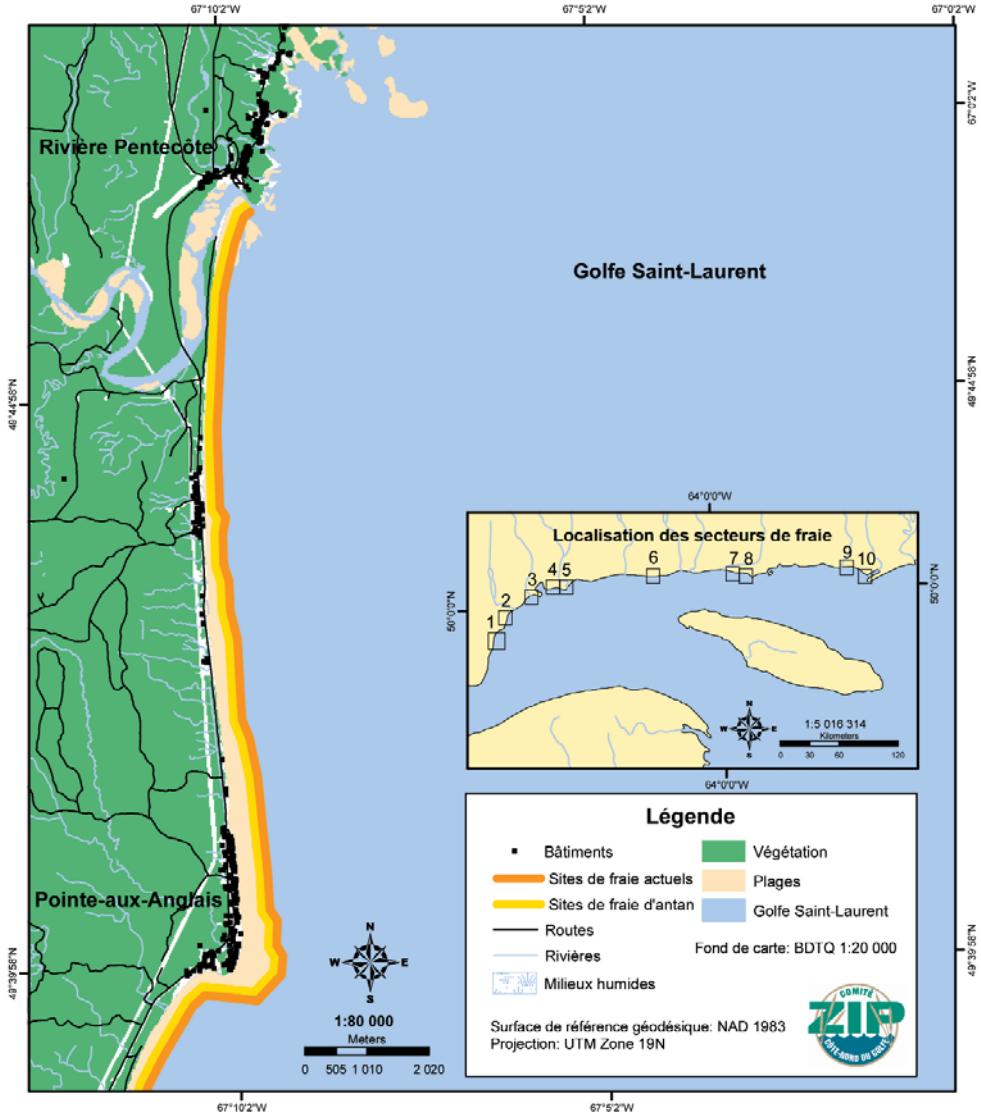 67°10'2"W
67°5'2"W
67°0'2"W
67°0'2"W
Rivière Pentecôte
Golfe Saint-Laurent
49°44'58"N
49°44'58"N
64°0'0"W
Localisation des secteurs de fraie
1
2
3
4
5
6
7
8
9
10
50°0'0"N
50°0'0"N
N
W
E
S
1:5 016 314
Kilometers
0 30 60 120
64°0'0"W
Légende
Bâtiments
Sites de fraie actuels
Sites de fraie d'antan
Routes
Rivières
Milieux humides
Végétation
Plages
Golfe Saint-Laurent
Fond de carte: BDTQ 1:20 000
Surface de référence géodésique: NAD 1983
Projection: UTM Zone 19N
COMITÉ
ZIP
CÔTE-NORD DU GOLFE
Pointe-aux-Anglais
49°39'58"N
49°39'58"N
N
W
E
S
1:80 000
Meters
0 505 1 010 2 020
67°10'2"W
67°5'2"W